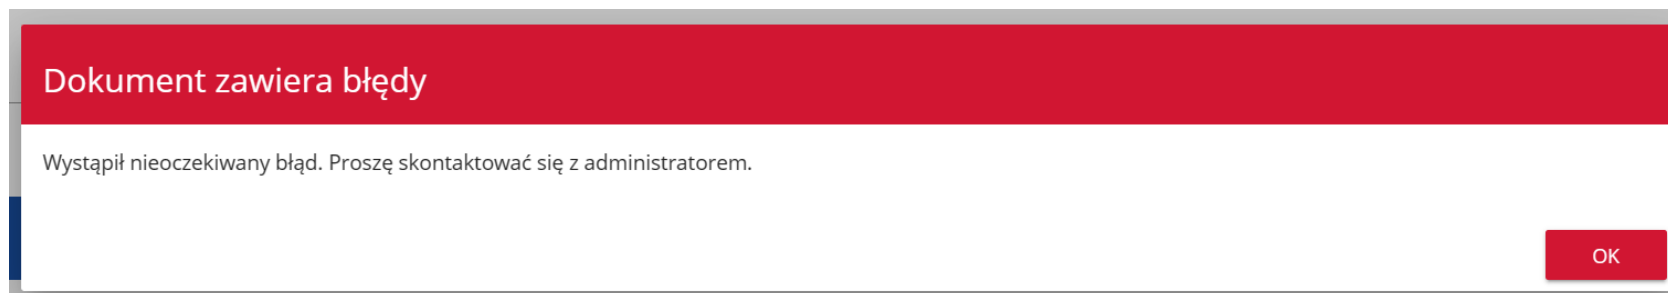 Dokument zawiera błędy
Wystąpił nieoczekiwany błąd. Proszę skontaktować się z administratorem.
OK